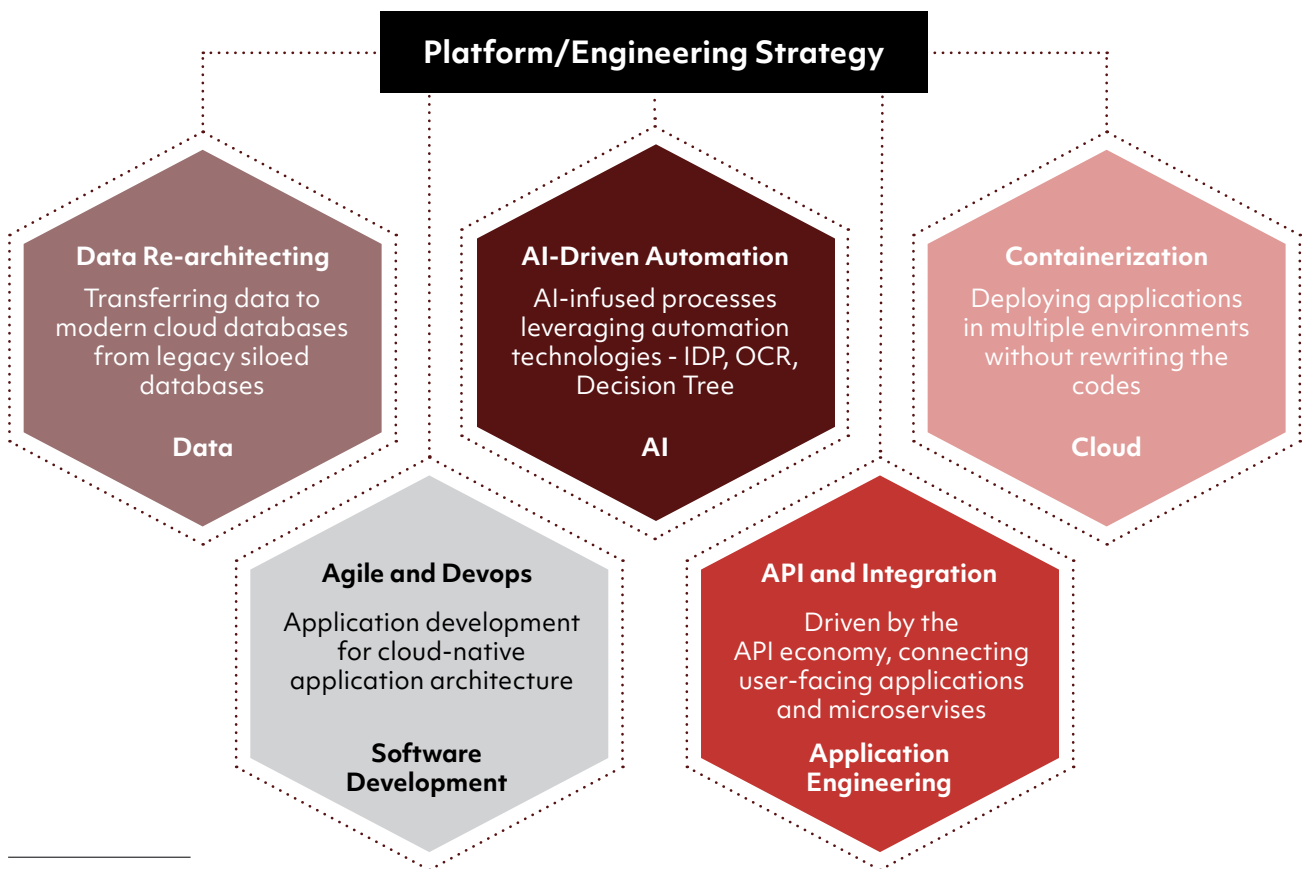 Platform/Engineering Strategy
Data Re-architecting
Transferring data to
modern cloud databases
from legacy siloed
databases
Data
AI-Driven Automation
AI-infused processes
leveraging automation
technologies - IDP, OCR,
Decision Tree
AI
Containerization
Deploying applications
in multiple environments
without rewriting the
codes
Cloud
Agile and Devops
Application development
for cloud-native
application architecture
Software
Development
API and Integration
Driven by the
API economy, connecting
user-facing applications
and microservises
Application
Engineering